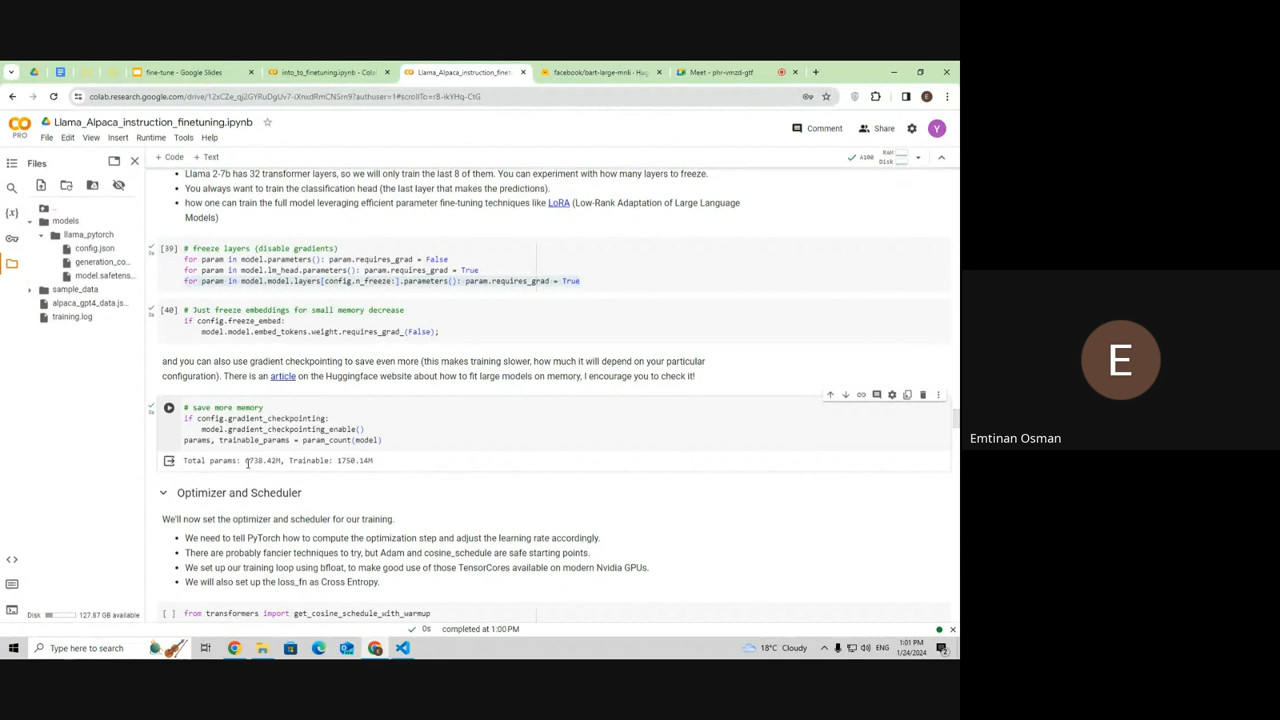 fine-tune - Google Slides
into_to_finetuning.ipynb - Colab
Llama_Alpaca_instruction_finetu
facebook/bart-large-mnli · Hug
Meet - phr-vmzd-gtf
colab.research.google.com/drive/12xCZe_qj2GYRuDgUv7-iXnxdRmCNSrn9?authuser=1#scrollTo=r8-ikYHq-CtG
Llama_Alpaca_instruction_finetuning.ipynb
PRO
File Edit View Insert Runtime Tools Help
Comment
Share
Y
Files
+ Code + Text
A100
RAM
Disk
..
models
llama_pytorch
config.json
generation_co...
model.safetens...
sample_data
alpaca_gpt4_data.js...
training.log
Disk
127.87 GB available
Llama 2-7b has 32 transformer layers, so we will only train the last 8 of them. You can experiment with how many layers to freeze.
You always want to train the classification head (the last layer that makes the predictions).
how one can train the full model leveraging efficient parameter fine-tuning techniques like LoRA (Low-Rank Adaptation of Large Language
Models)
[39] # freeze layers (disable gradients)
for param in model.parameters(): param.requires_grad = False
for param in model.lm_head.parameters(): param.requires_grad = True
for param in model.model.layers[config.n_freeze:].parameters(): param.requires_grad = True
[40] # Just freeze embeddings for small memory decrease
if config.freeze_embed:
model.model.embed_tokens.weight.requires_grad_(False);
and you can also use gradient checkpointing to save even more (this makes training slower, how much it will depend on your particular
configuration). There is an article on the Huggingface website about how to fit large models on memory, I encourage you to check it!
# save more memory
if config.gradient_checkpointing:
model.gradient_checkpointing_enable()
params, trainable_params = param_count(model)
Total params: 6738.42M, Trainable: 1750.14M
Optimizer and Scheduler
We'll now set the optimizer and scheduler for our training.
We need to tell PyTorch how to compute the optimization step and adjust the learning rate accordingly.
There are probably fancier techniques to try, but Adam and cosine_schedule are safe starting points.
We set up our training loop using bfloat, to make good use of those TensorCores available on modern Nvidia GPUs.
We will also set up the loss_fn as Cross Entropy.
[ ] from transformers import get_cosine_schedule_with_warmup
0s completed at 1:00 PM
Type here to search
18°C Cloudy
ENG
1:01 PM
1/24/2024
E
Emtinan Osman